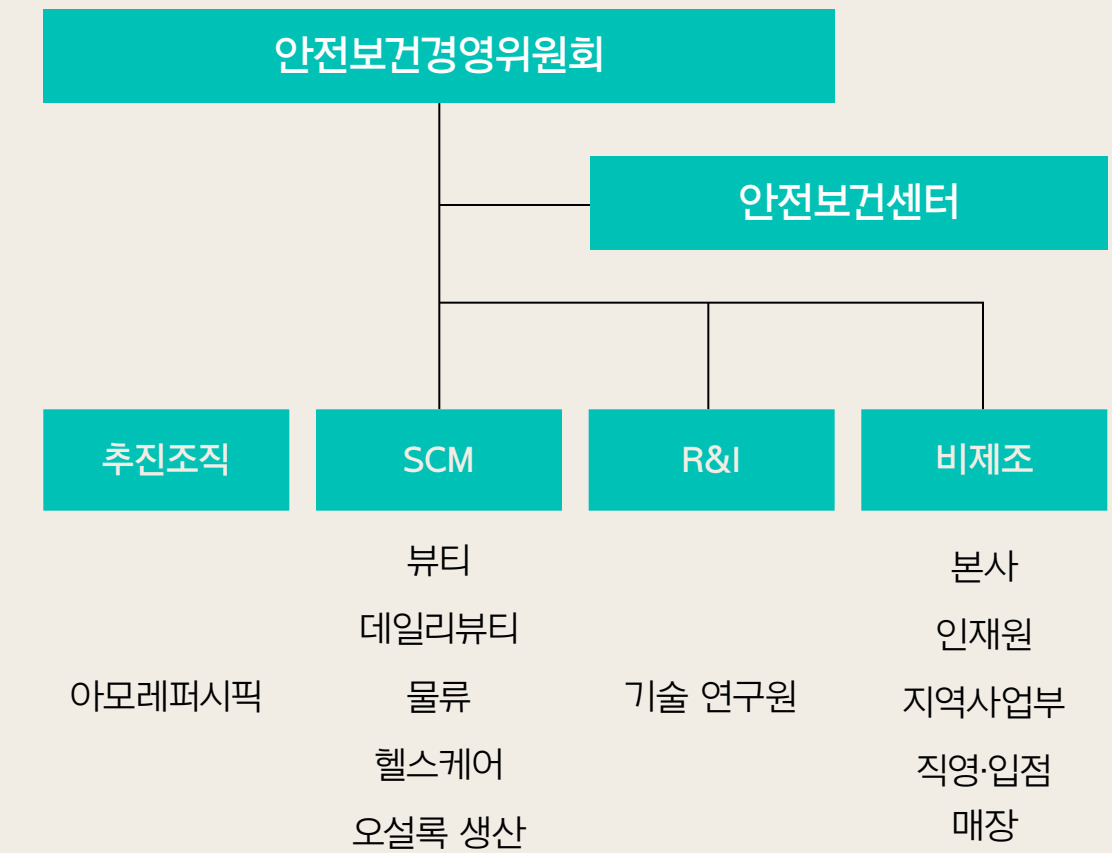 안전보건경영위원회
안전보건센터
추진조직
SCM
R&I
비제조
아모레퍼시픽
뷰티
데일리뷰티
물류
헬스케어
오설록 생산
기술 연구원
본사
인재원
지역사업부
직영·입점
매장